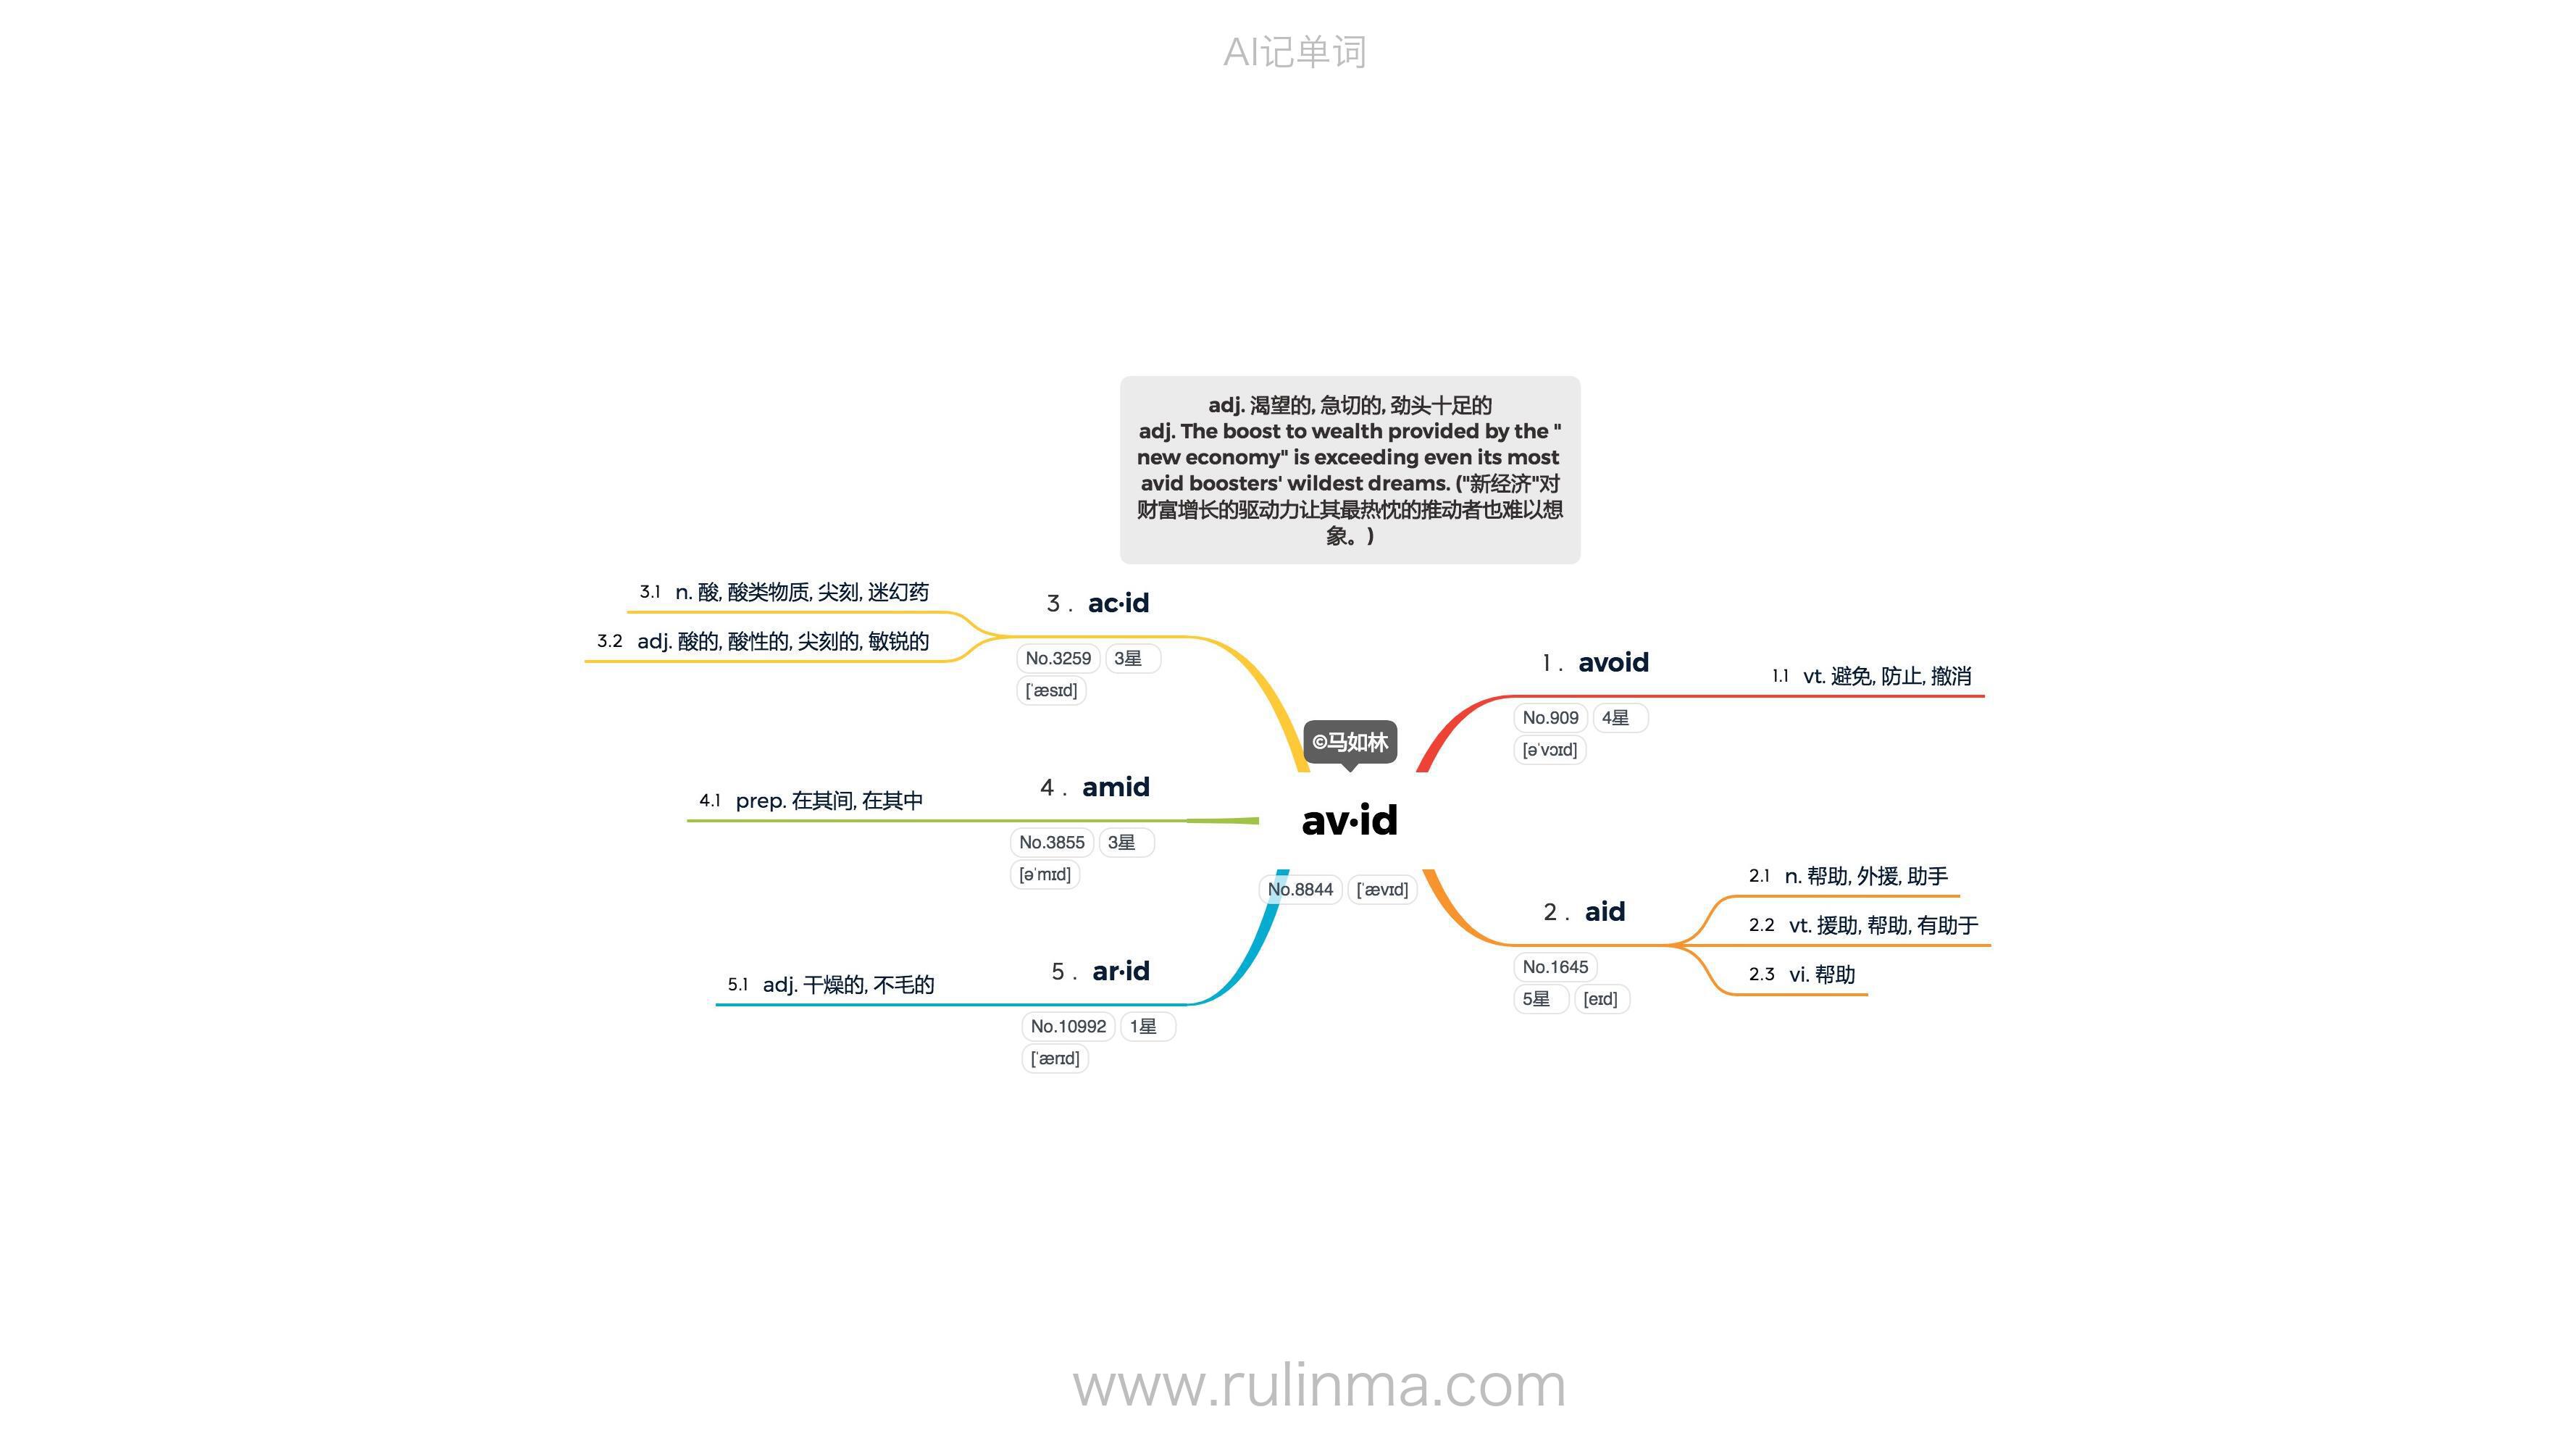 AI记单词
adj. 渴望的, 急切的, 劲头十足的
adj. The boost to wealth provided by the "
new economy" is exceeding even its most
avid boosters' wildest dreams. ("新经济"对
财富增长的驱动力让其最热忱的推动者也难以想
象。)
©马如林
av·id
No.8844 [ˈævɪd]
1 . avoid
No.909 4星
[əˈvɔɪd]
1.1 vt. 避免, 防止, 撤消
2 . aid
No.1645
5星 [eɪd]
2.1 n. 帮助, 外援, 助手
2.2 vt. 援助, 帮助, 有助于
2.3 vi. 帮助
3 . ac·id
No.3259 3星
[ˈæsɪd]
3.1 n. 酸, 酸类物质, 尖刻, 迷幻药
3.2 adj. 酸的, 酸性的, 尖刻的, 敏锐的
4 . amid
No.3855 3星
[əˈmɪd]
4.1 prep. 在其间, 在其中
5 . ar·id
No.10992 1星
[ˈærɪd]
5.1 adj. 干燥的, 不毛的
www.rulinma.com